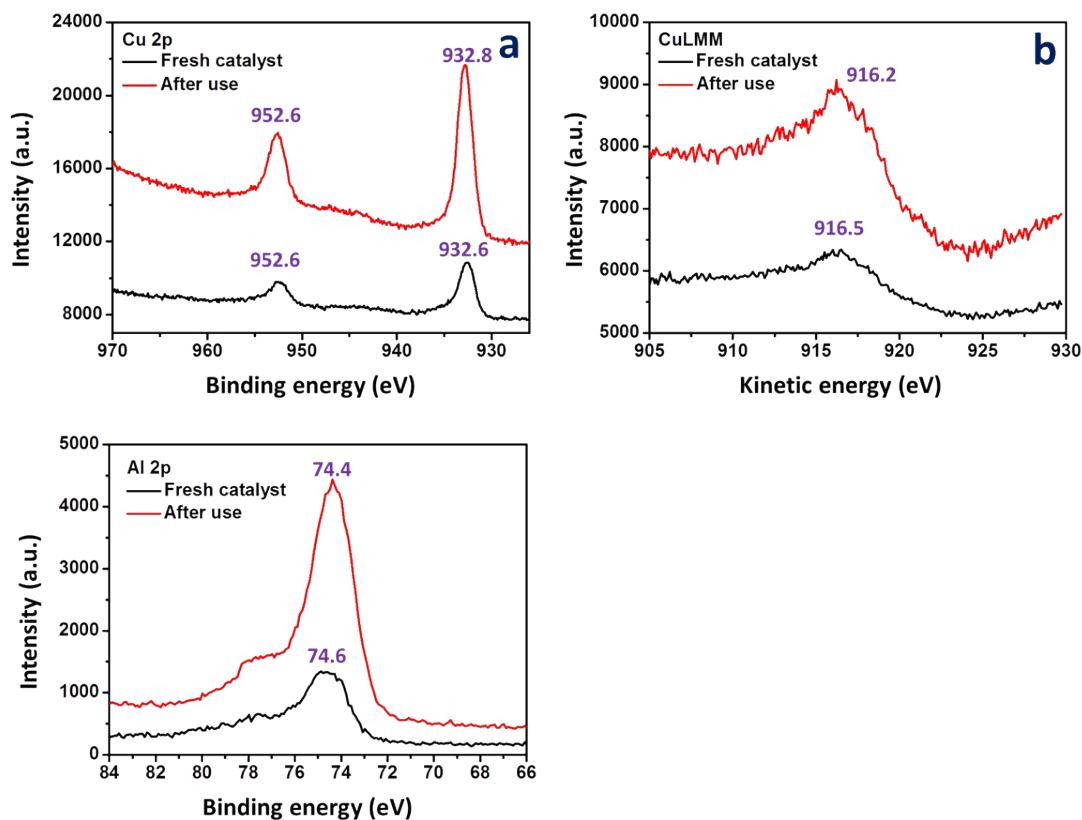 Cu 2p
Fresh catalyst
After use
a
932.8
952.6
952.6
932.6
24000
20000
16000
12000
8000
Intensity (a.u.)
970 960 950 940 930
Binding energy (eV)
CuLMM
Fresh catalyst
After use
b
916.2
916.5
10000
9000
8000
7000
6000
5000
Intensity (a.u.)
905 910 915 920 925 930
Kinetic energy (eV)
Al 2p
Fresh catalyst
After use
74.4
74.6
5000
4000
3000
2000
1000
0
Intensity (a.u.)
84 82 80 78 76 74 72 70 68 66
Binding energy (eV)